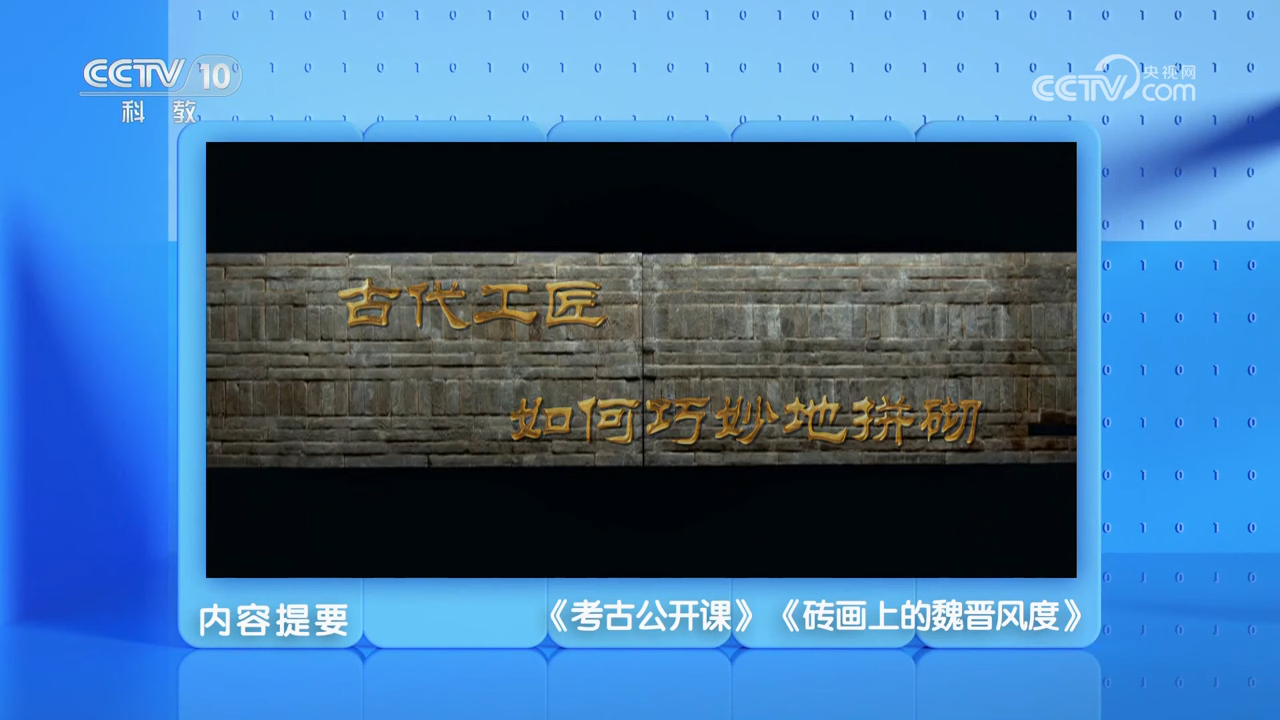 CCTV 10
科教
央视网
CCTV.com
古代工匠
如何巧妙地拼砌
内容提要
《考古公开课》《砖画上的魏晋风度》